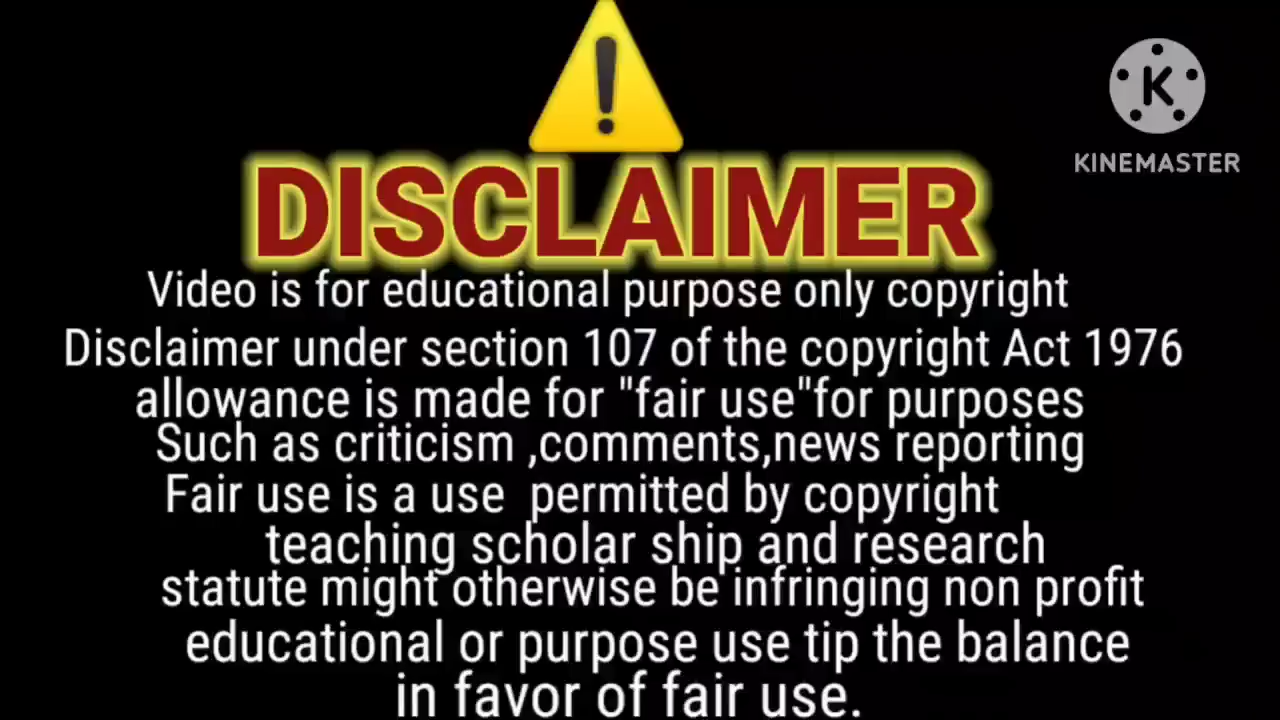 KINEMASTER
DISCLAIMER
Video is for educational purpose only copyright
Disclaimer under section 107 of the copyright Act 1976
allowance is made for "fair use"for purposes
Such as criticism ,comments,news reporting
Fair use is a use permitted by copyright
teaching scholar ship and research
statute might otherwise be infringing non profit
educational or purpose use tip the balance
in favor of fair use.